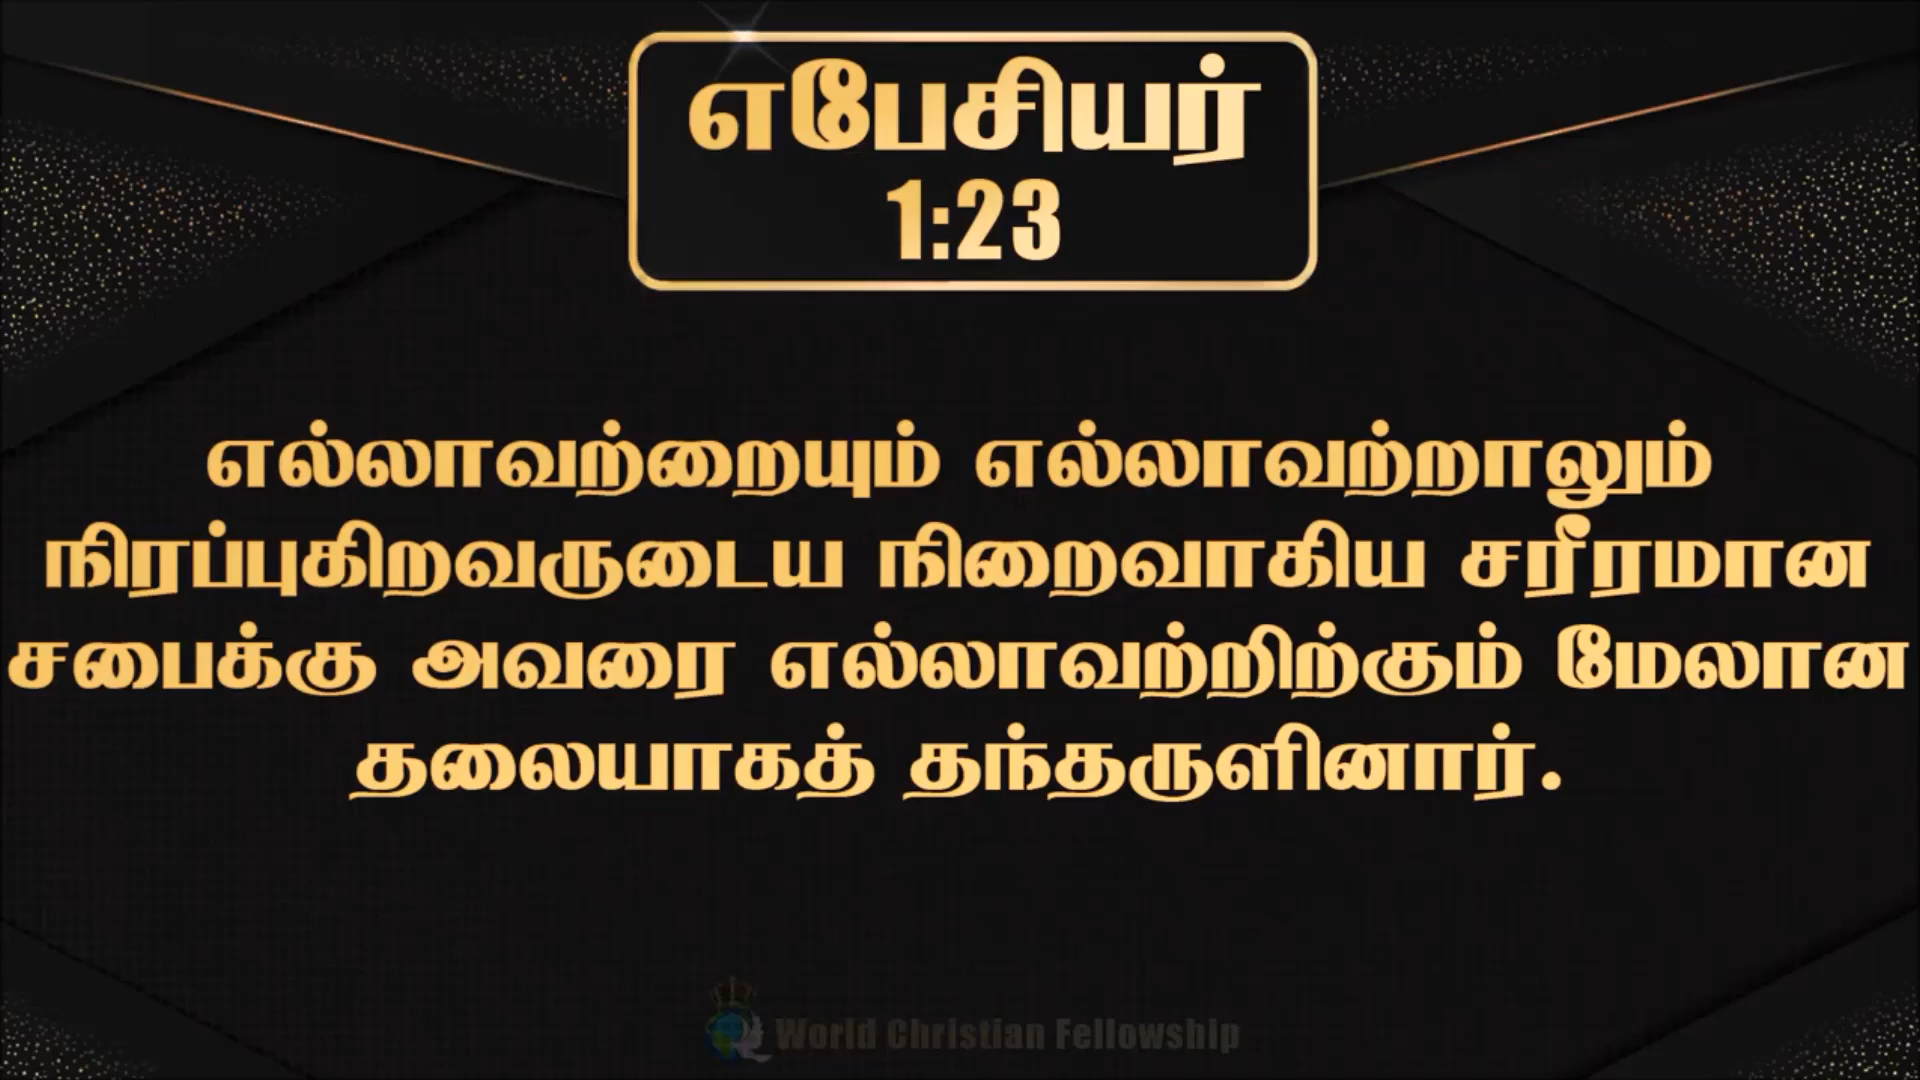 எபேசியர்
1:23
எல்லாவற்றையும் எல்லாவற்றாலும்
நிரப்புகிறவருடைய நிறைவாகிய சரீரமான
சபைக்கு அவரை எல்லாவற்றிற்கும் மேலான
தலையாகத் தந்தருளினார்.
World Christian Fellowship